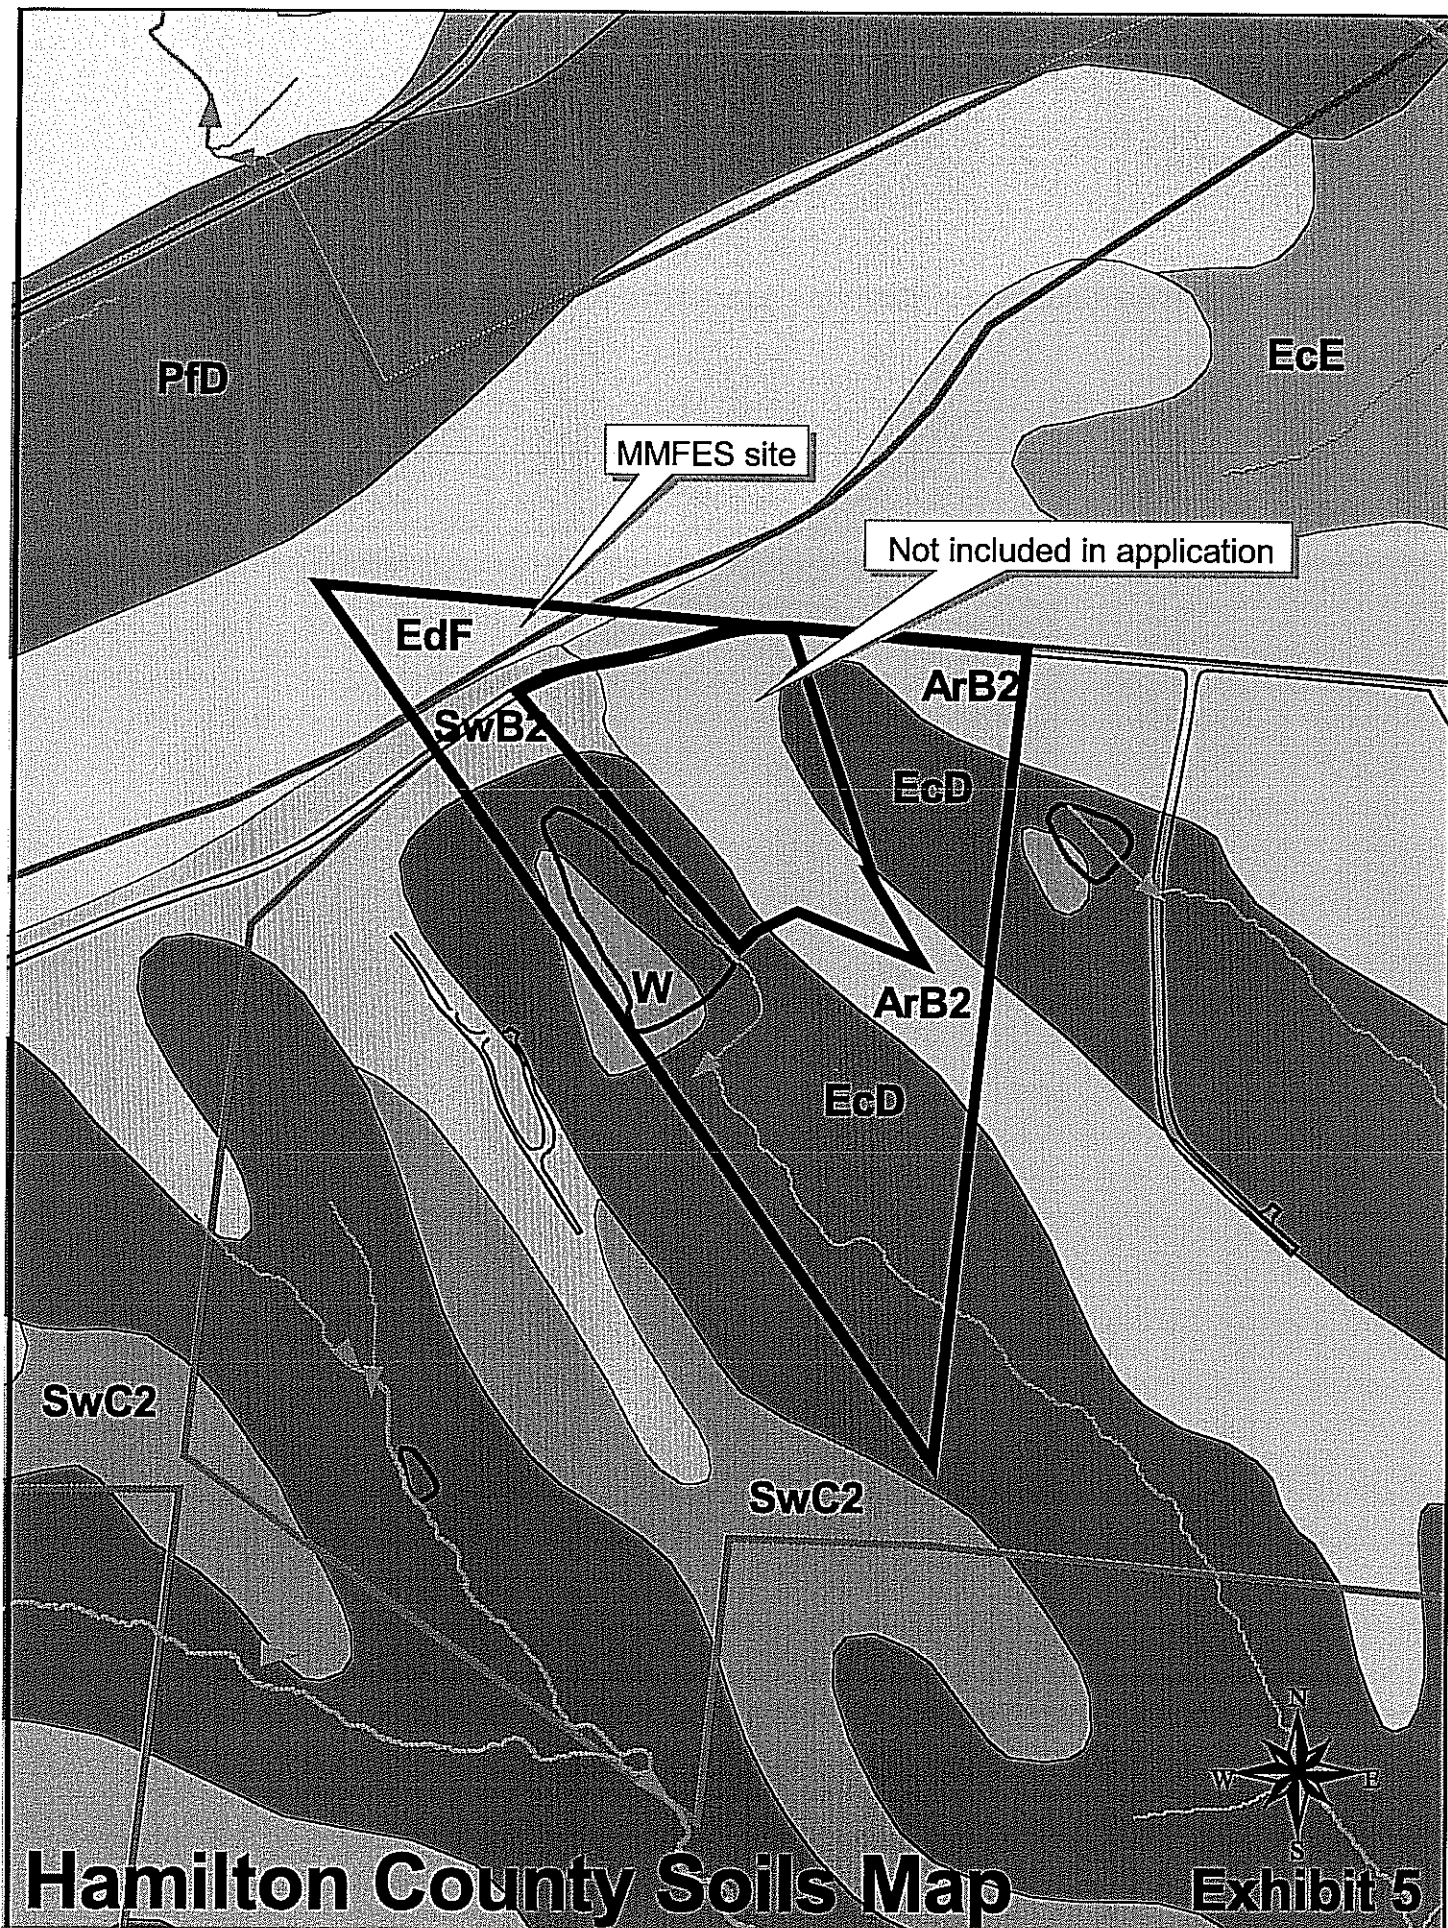 PfD
EcE
MMFES site
Not included in application
EdF
ArB2
SwB2
EcD
W
ArB2
EcD
SwC2
SwC2
N
W
E
S
Hamilton County Soils Map
Exhibit 5